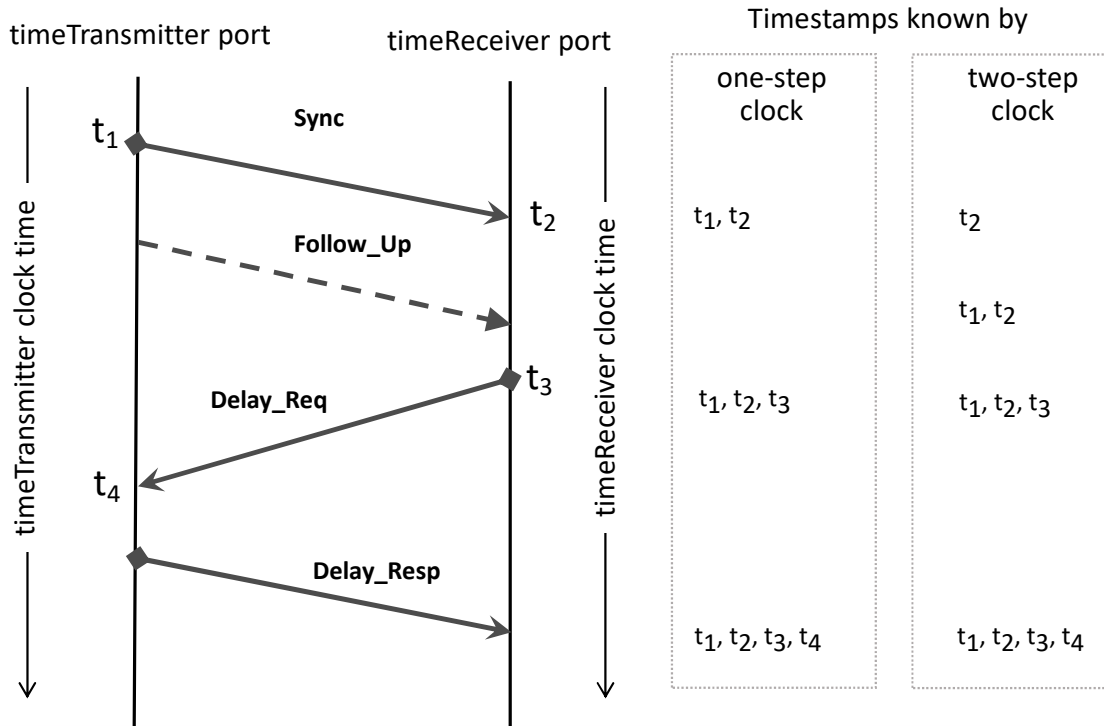 Timestamps known by
timeTransmitter port
timeReceiver port
one-step
clock
two-step
clock
Sync
t1
t2
t1, t2
t2
Follow_Up
t1, t2
t3
Delay_Req
t1, t2, t3
t1, t2, t3
t4
Delay_Resp
t1, t2, t3, t4
t1, t2, t3, t4
timeTransmitter clock time
timeReceiver clock time